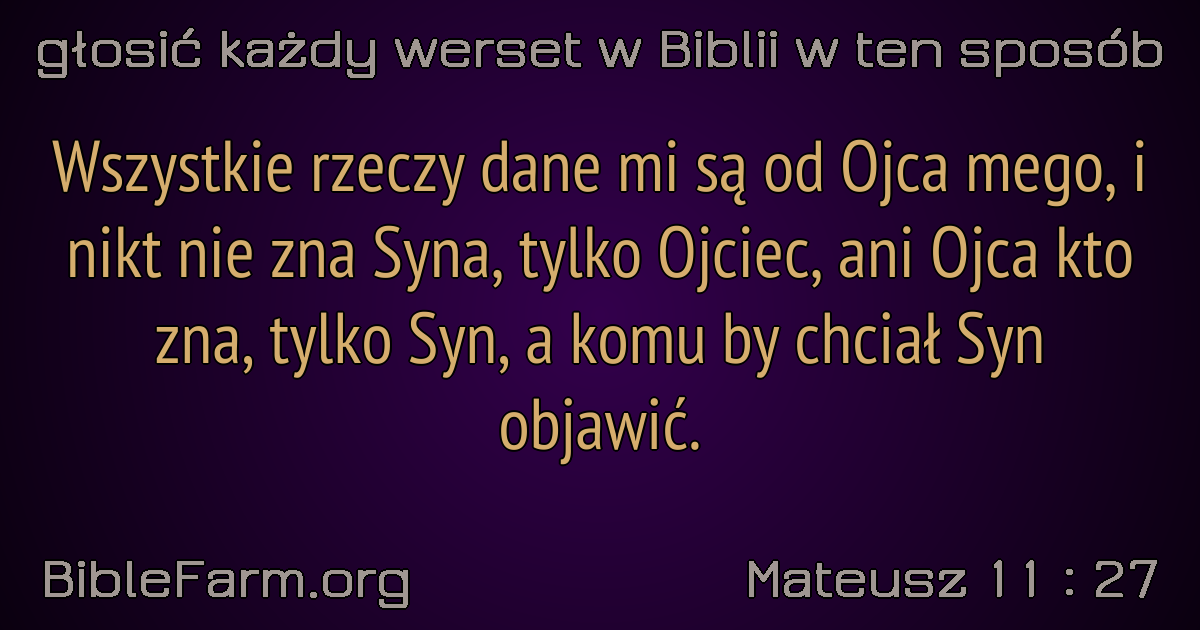 głosić każdy werset w Biblii w ten sposób
Wszystkie rzeczy dane mi są od Ojca mego, i
nikt nie zna Syna, tylko Ojciec, ani Ojca kto
zna, tylko Syn, a komu by chciał Syn
objawić.
BibleFarm.org
Mateusz 11 : 27